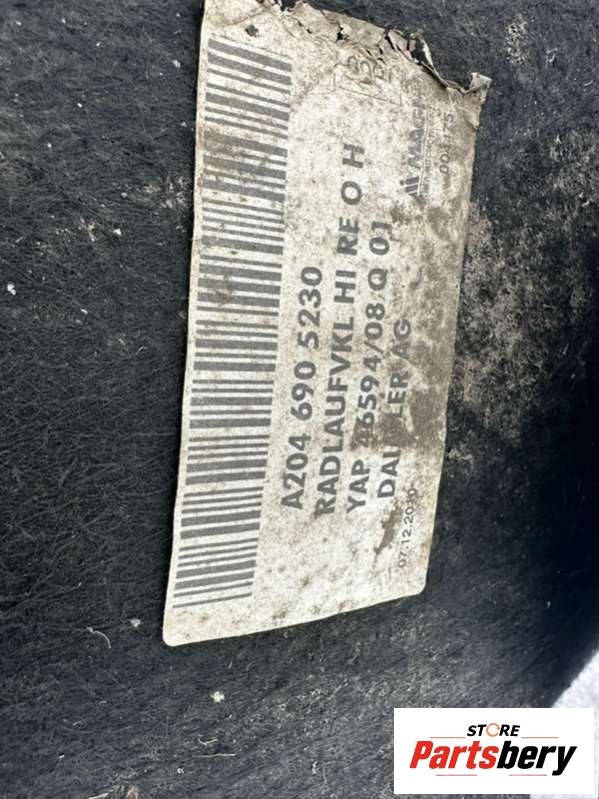 A204 690 5230
RADLAUFVKL HI RE O H
YAP 46594/08 Q 01
DAIMLER AG
07.12.2010
STORE
Partsbery